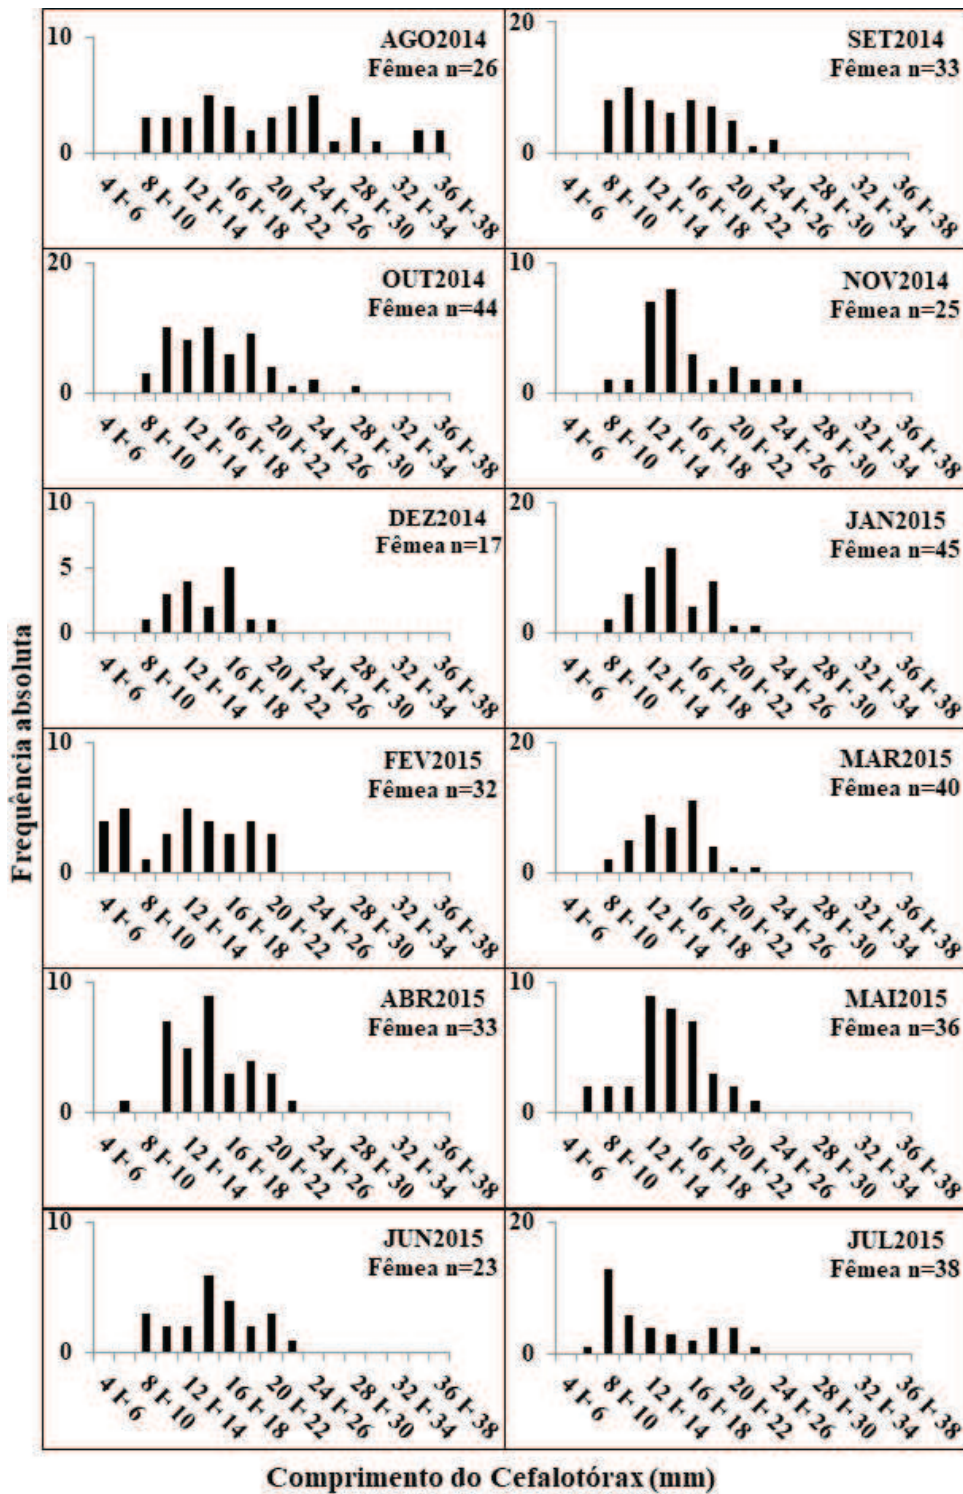 10
0
AGO2014
Fêmea n=26
4 Ͱ 6
8 Ͱ 10
12 Ͱ 14
16 Ͱ 18
20 Ͱ 22
24 Ͱ 26
28 Ͱ 30
32 Ͱ 34
36 Ͱ 38
20
0
SET2014
Fêmea n=33
4 Ͱ 6
8 Ͱ 10
12 Ͱ 14
16 Ͱ 18
20 Ͱ 22
24 Ͱ 26
28 Ͱ 30
32 Ͱ 34
36 Ͱ 38
20
0
OUT2014
Fêmea n=44
4 Ͱ 6
8 Ͱ 10
12 Ͱ 14
16 Ͱ 18
20 Ͱ 22
24 Ͱ 26
28 Ͱ 30
32 Ͱ 34
36 Ͱ 38
10
0
NOV2014
Fêmea n=25
4 Ͱ 6
8 Ͱ 10
12 Ͱ 14
16 Ͱ 18
20 Ͱ 22
24 Ͱ 26
28 Ͱ 30
32 Ͱ 34
36 Ͱ 38
10
5
0
DEZ2014
Fêmea n=17
4 Ͱ 6
8 Ͱ 10
12 Ͱ 14
16 Ͱ 18
20 Ͱ 22
24 Ͱ 26
28 Ͱ 30
32 Ͱ 34
36 Ͱ 38
20
0
JAN2015
Fêmea n=45
4 Ͱ 6
8 Ͱ 10
12 Ͱ 14
16 Ͱ 18
20 Ͱ 22
24 Ͱ 26
28 Ͱ 30
32 Ͱ 34
36 Ͱ 38
10
0
FEV2015
Fêmea n=32
4 Ͱ 6
8 Ͱ 10
12 Ͱ 14
16 Ͱ 18
20 Ͱ 22
24 Ͱ 26
28 Ͱ 30
32 Ͱ 34
36 Ͱ 38
20
0
MAR2015
Fêmea n=40
4 Ͱ 6
8 Ͱ 10
12 Ͱ 14
16 Ͱ 18
20 Ͱ 22
24 Ͱ 26
28 Ͱ 30
32 Ͱ 34
36 Ͱ 38
10
0
ABR2015
Fêmea n=33
4 Ͱ 6
8 Ͱ 10
12 Ͱ 14
16 Ͱ 18
20 Ͱ 22
24 Ͱ 26
28 Ͱ 30
32 Ͱ 34
36 Ͱ 38
10
0
MAI2015
Fêmea n=36
4 Ͱ 6
8 Ͱ 10
12 Ͱ 14
16 Ͱ 18
20 Ͱ 22
24 Ͱ 26
28 Ͱ 30
32 Ͱ 34
36 Ͱ 38
10
0
JUN2015
Fêmea n=23
4 Ͱ 6
8 Ͱ 10
12 Ͱ 14
16 Ͱ 18
20 Ͱ 22
24 Ͱ 26
28 Ͱ 30
32 Ͱ 34
36 Ͱ 38
20
0
JUL2015
Fêmea n=38
4 Ͱ 6
8 Ͱ 10
12 Ͱ 14
16 Ͱ 18
20 Ͱ 22
24 Ͱ 26
28 Ͱ 30
32 Ͱ 34
36 Ͱ 38
Frequência absoluta
Comprimento do Cefalotórax (mm)